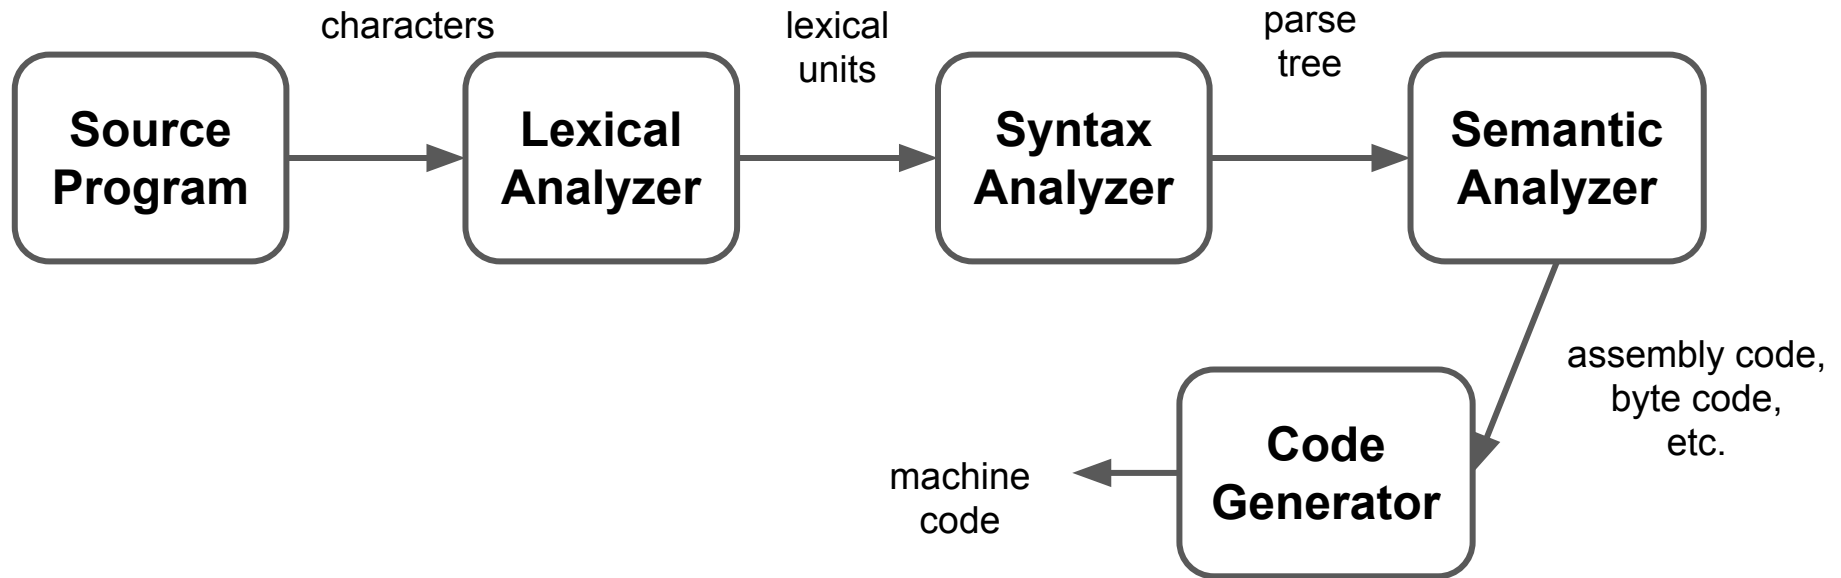 characters
lexical
units
parse
tree
Source
Program
Lexical
Analyzer
Syntax
Analyzer
Semantic
Analyzer
assembly code,
byte code,
etc.
Code
Generator
machine
code